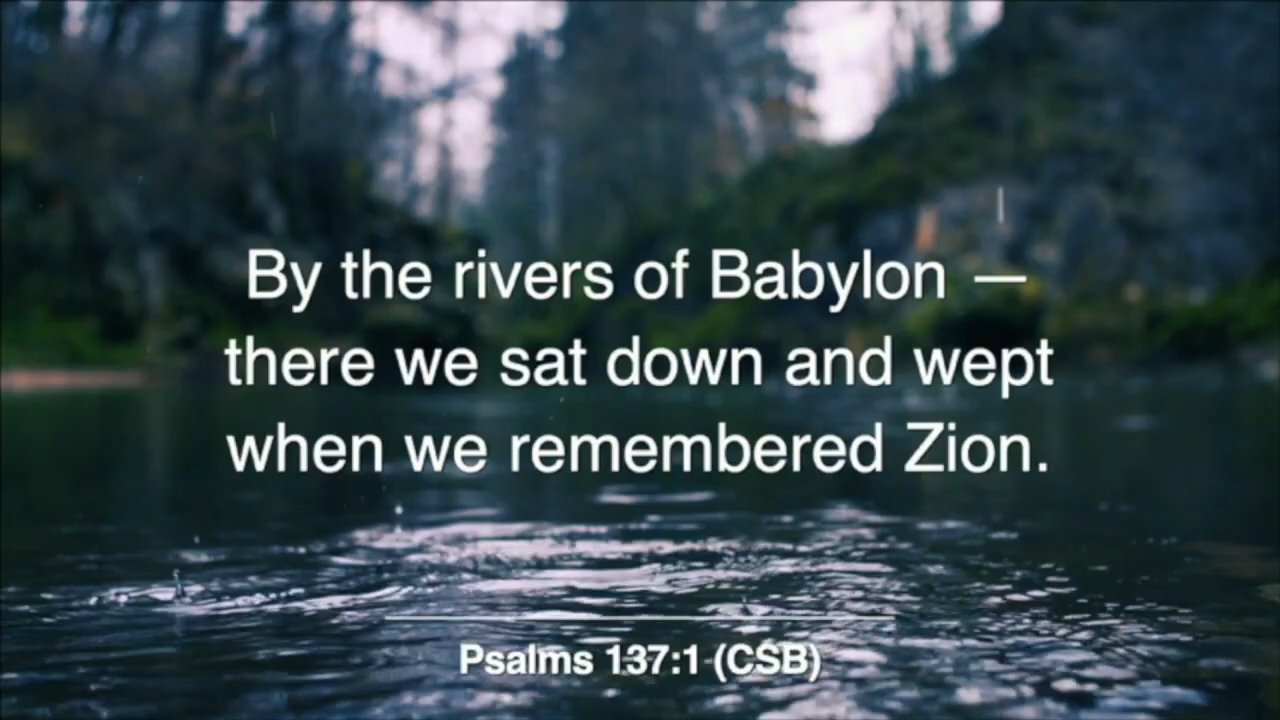 By the rivers of Babylon —
there we sat down and wept
when we remembered Zion.
Psalms 137:1 (CSB)